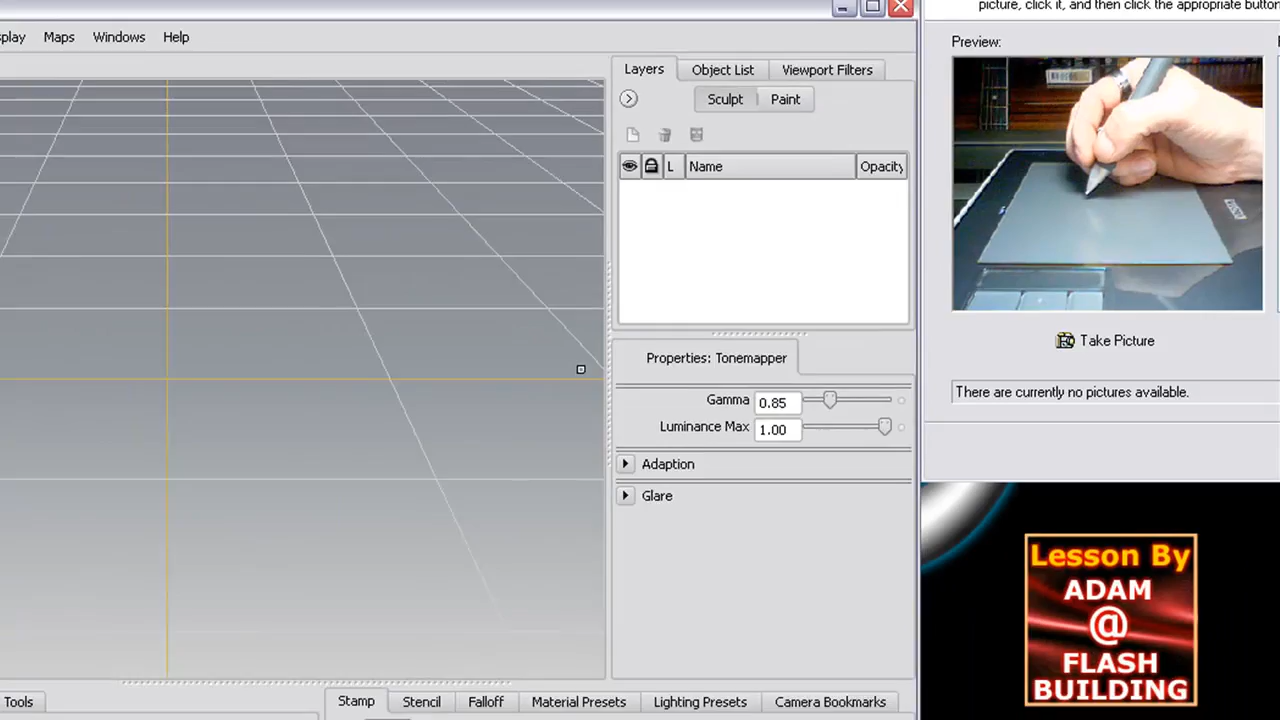 picture, click it, and then click the appropriate
Maps Windows Help
Layers Object List Viewport Filters
Preview:
Sculpt Paint
L Name Opacity
Take Picture
Properties: Tonemapper
There are currently no pictures available.
Gamma 0.85
Luminance Max 1.00
Adaption
Glare
Lesson By
ADAM
@
FLASH
BUILDING
Tools
Stamp Stencil Falloff Material Presets Lighting Presets Camera Bookmarks